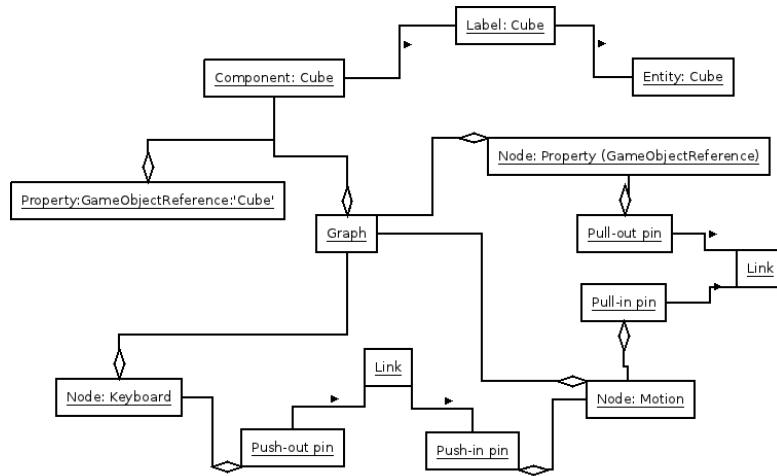 Label: Cube
Component: Cube
Entity: Cube
Node: Property (GameObjectReference)
Property:GameObjectReference:'Cube'
Graph
Pull-out pin
Link
Pull-in pin
Link
Node: Keyboard
Node: Motion
Push-out pin
Push-in pin